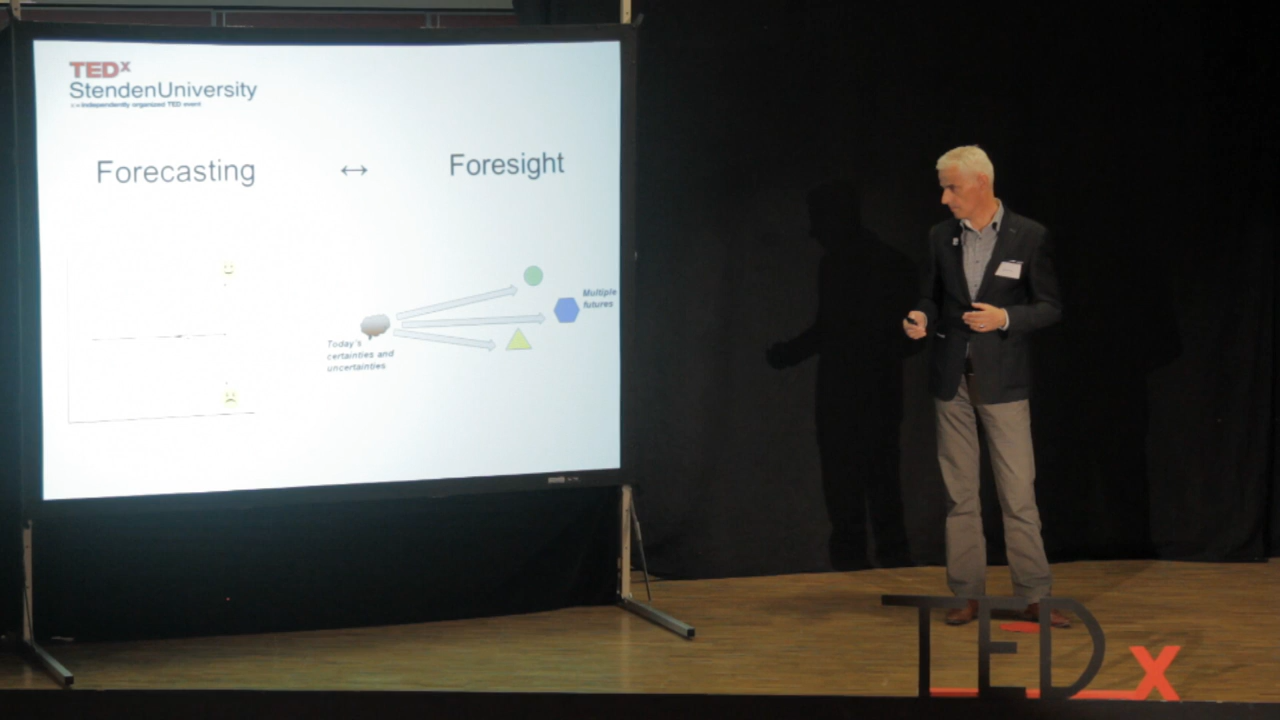 TEDx
StendenUniversity
x = independently organized TED event
Forecasting ↔ Foresight
Multiple
futures
Today's
certainties and
uncertainties
TEDx